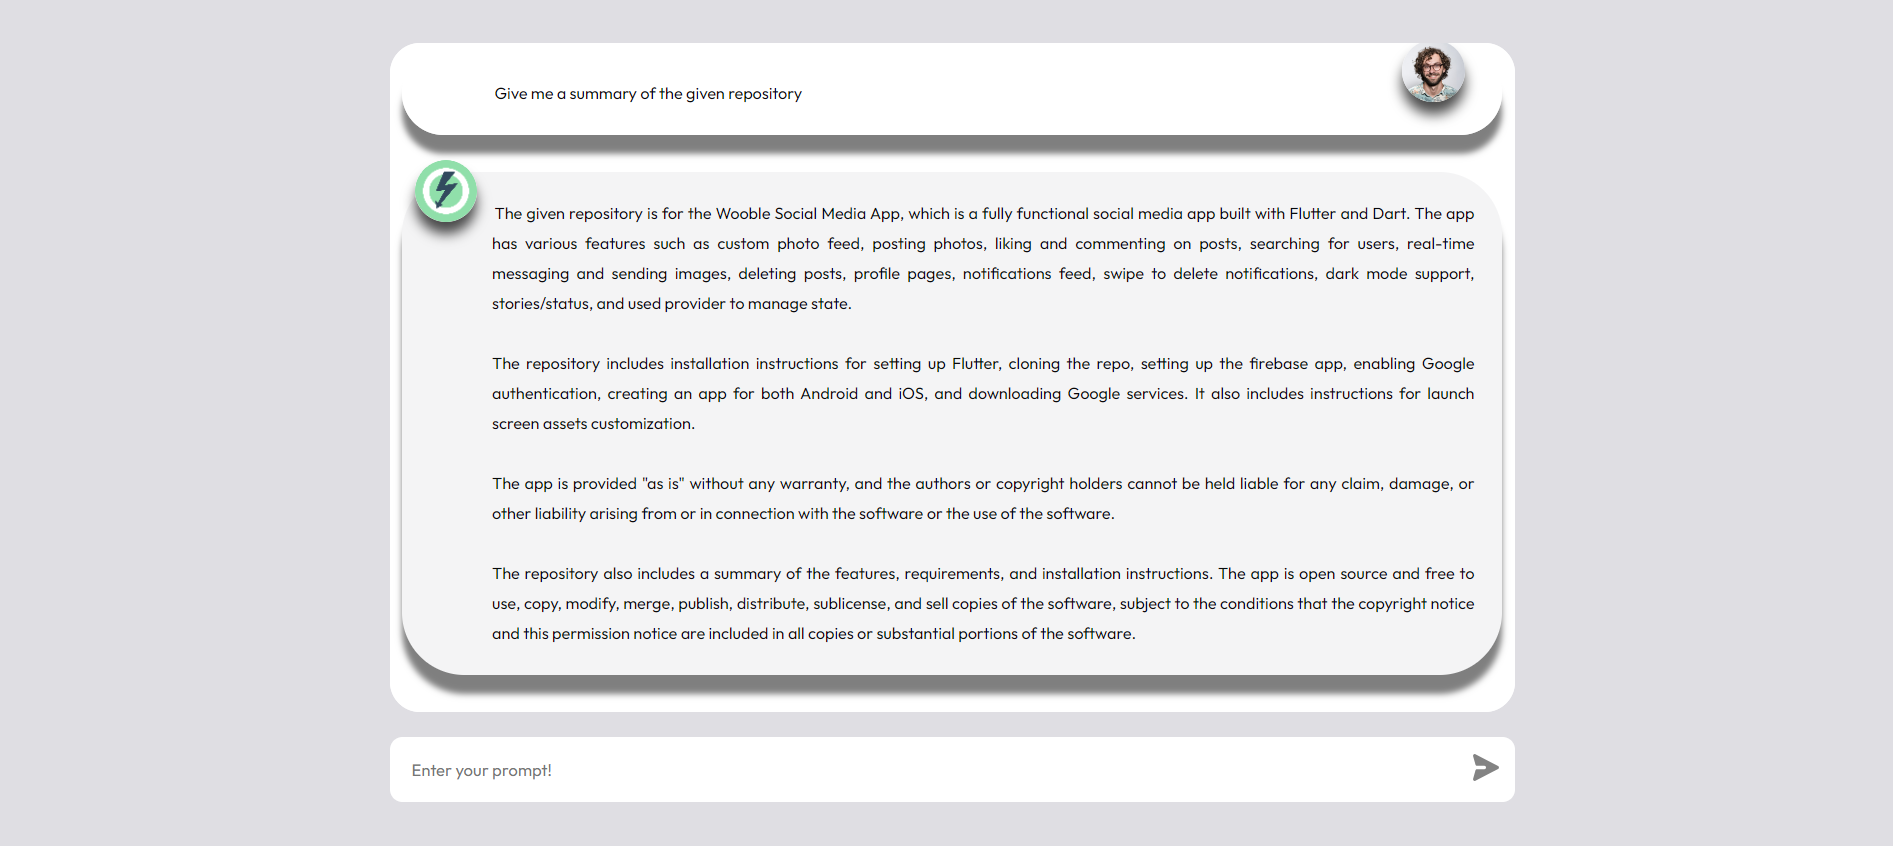 Give me a summary of the given repository
The given repository is for the Wooble Social Media App, which is a fully functional social media app built with Flutter and Dart. The app
has various features such as custom photo feed, posting photos, liking and commenting on posts, searching for users, real-time
messaging and sending images, deleting posts, profile pages, notifications feed, swipe to delete notifications, dark mode support,
stories/status, and used provider to manage state.
The repository includes installation instructions for setting up Flutter, cloning the repo, setting up the firebase app, enabling Google
authentication, creating an app for both Android and iOS, and downloading Google services. It also includes instructions for launch
screen assets customization.
The app is provided "as is" without any warranty, and the authors or copyright holders cannot be held liable for any claim, damage, or
other liability arising from or in connection with the software or the use of the software.
The repository also includes a summary of the features, requirements, and installation instructions. The app is open source and free to
use, copy, modify, merge, publish, distribute, sublicense, and sell copies of the software, subject to the conditions that the copyright notice
and this permission notice are included in all copies or substantial portions of the software.
Enter your prompt!